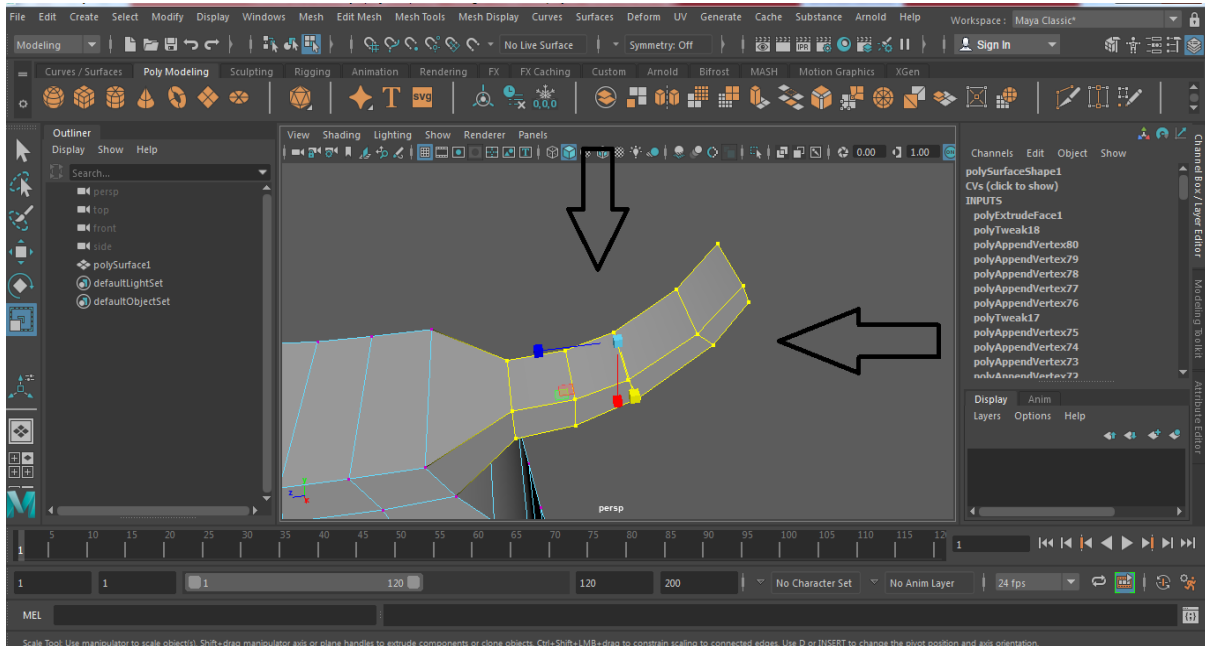 File Edit Create Select Modify Display Windows Mesh Edit Mesh Mesh Tools Mesh Display Curves Surfaces Deform UV Generate Cache Substance Arnold Help Workspace: Maya Classic*
Modeling No Live Surface Symmetry: Off IPR Sign In
Curves / Surfaces Poly Modeling Sculpting Rigging Animation Rendering FX FX Caching Custom Arnold Bifrost MASH Motion Graphics XGen
T svg 0,0,0
Outliner
Display Show Help
Search...
persp
top
front
side
polySurface1
defaultLightSet
defaultObjectSet
View Shading Lighting Show Renderer Panels
0.00 1.00
z x
persp
Channels Edit Object Show
polySurfaceShape1
CVs (click to show)
INPUTS
polyExtrudeFace1
polyTweak18
polyAppendVertex80
polyAppendVertex79
polyAppendVertex78
polyAppendVertex77
polyAppendVertex76
polyTweak17
polyAppendVertex75
polyAppendVertex74
polyAppendVertex73
polyAppendVertex72
Display Anim
Layers Options Help
Channel Box / Layer Editor
Modeling Toolkit
Attribute Editor
M
1 5 10 15 20 25 30 35 40 45 50 55 60 65 70 75 80 85 90 95 100 105 110 115 12 1
1 1 1 120 120 200 No Character Set No Anim Layer 24 fps
MEL
Scale Tool: Use manipulator to scale object(s). Shift+drag manipulator axis or plane handles to extrude components or clone objects. Ctrl+Shift+LMB+drag to constrain scaling to connected edges. Use D or INSERT to change the pivot position and axis orientation.